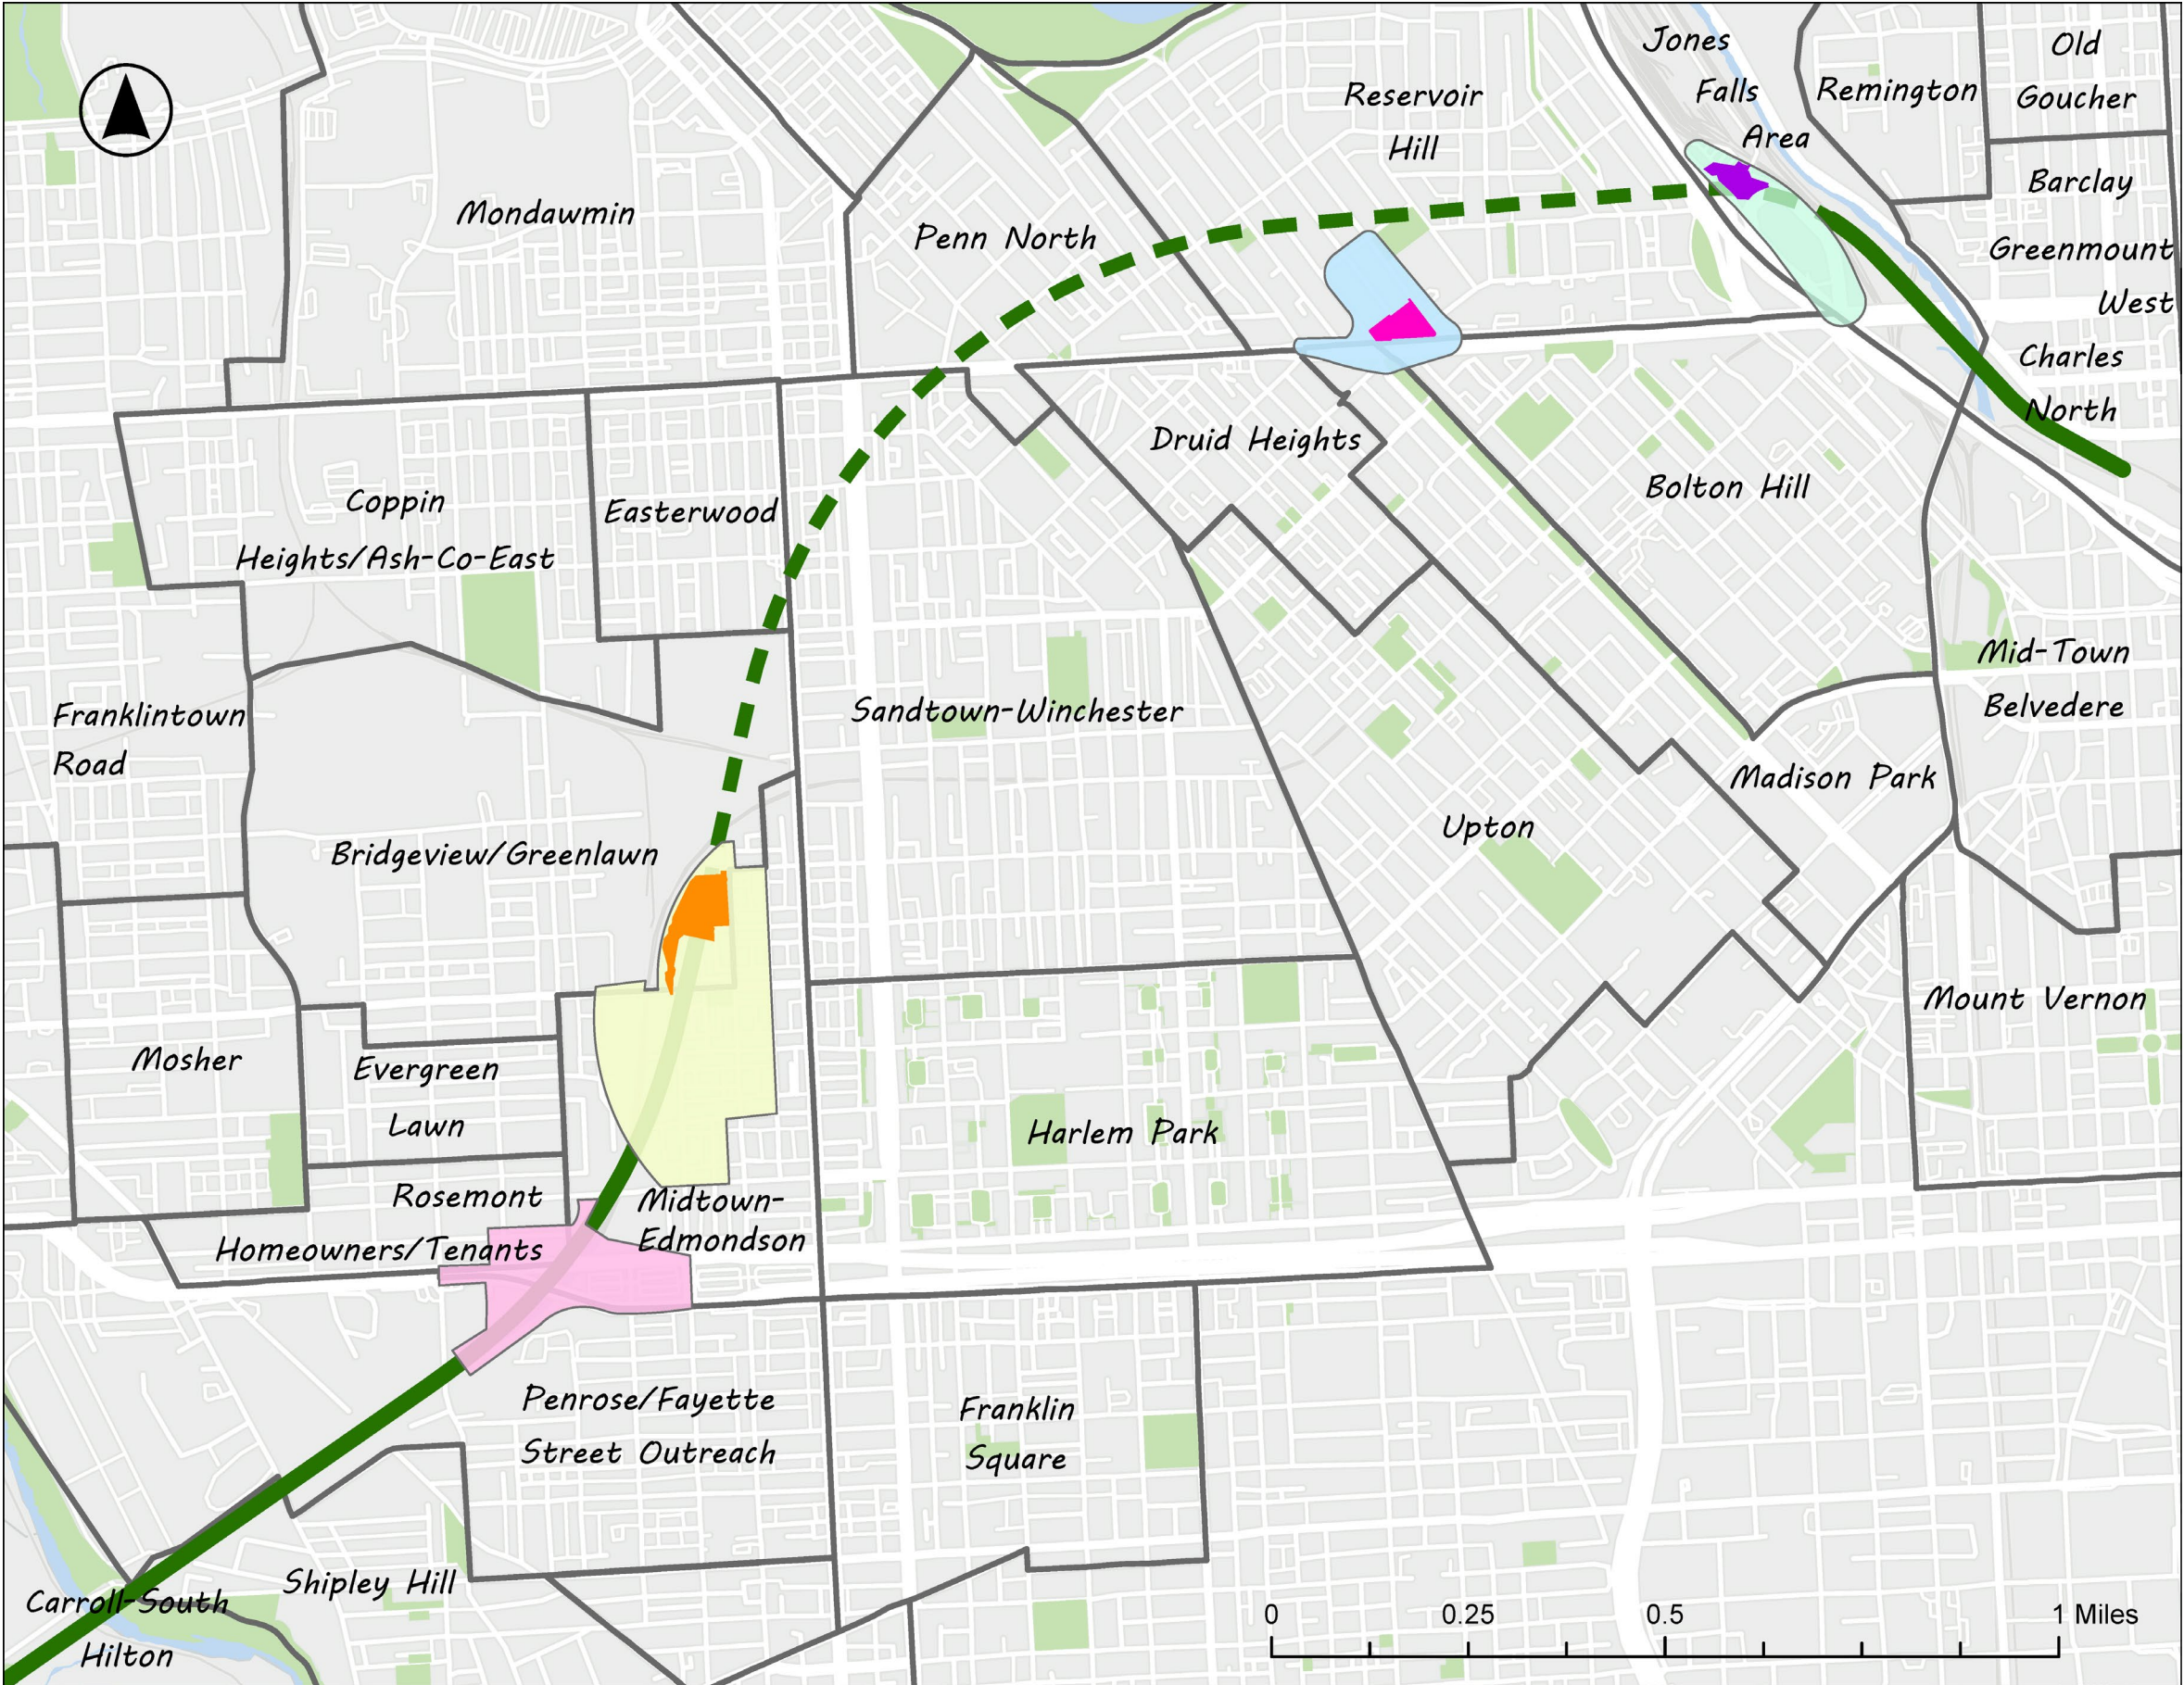 Jones
Falls
Area
Remington
Old
Goucher
Reservoir
Hill
Barclay
Mondawmin
Penn North
Greenmount
West
Charles
North
Druid Heights
Bolton Hill
Coppin
Heights/Ash-Co-East
Easterwood
Mid-Town
Belvedere
Franklintown
Road
Sandtown-Winchester
Madison Park
Upton
Bridgeview/Greenlawn
Mount Vernon
Mosher
Evergreen
Lawn
Harlem Park
Rosemont
Homeowners/Tenants
Midtown-
Edmondson
Penrose/Fayette
Street Outreach
Franklin
Square
Shipley Hill
Carroll-South
Hilton
0 0.25 0.5 1 Miles